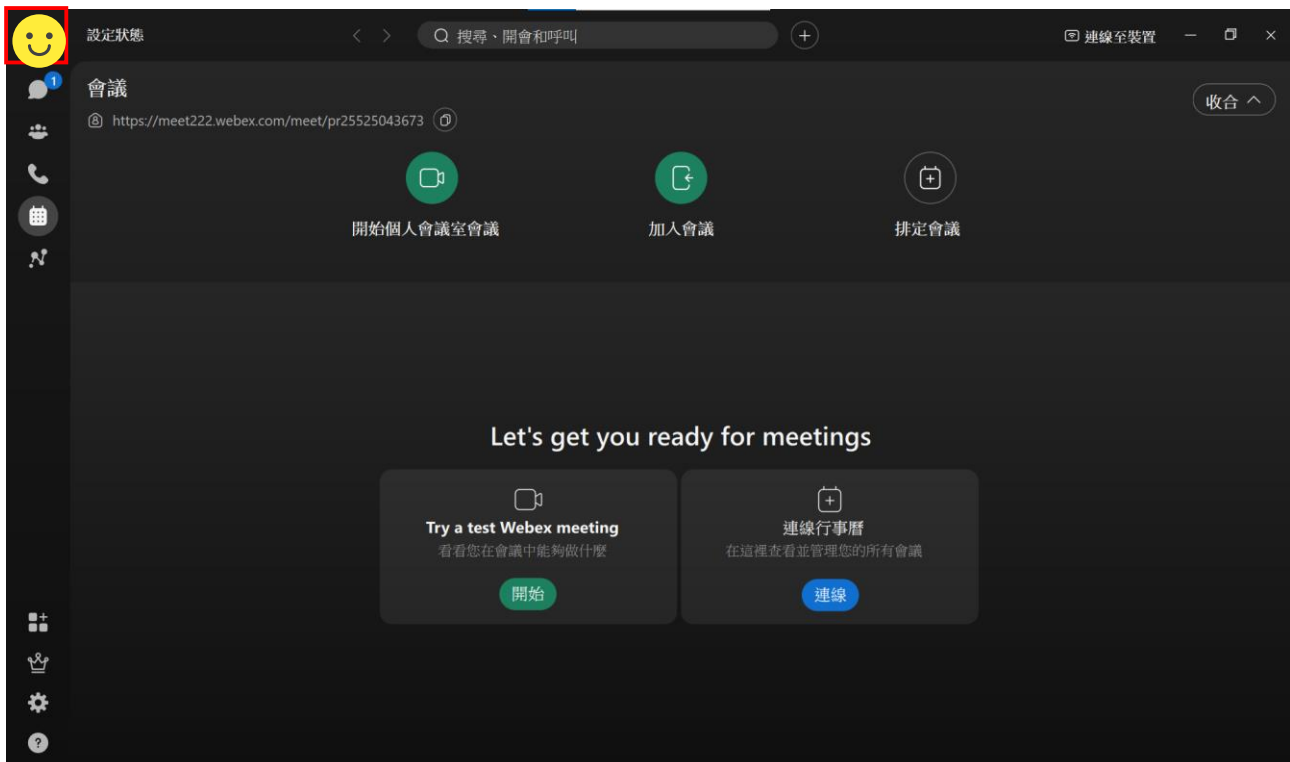 設定狀態
搜尋、開會和呼叫
連線至裝置
1
會議
https://meet222.webex.com/meet/pr25525043673
收合
開始個人會議室會議
加入會議
排定會議
Let's get you ready for meetings
Try a test Webex meeting
看看您在會議中能夠做什麼
開始
連線行事曆
在這裡查看並管理您的所有會議
連線